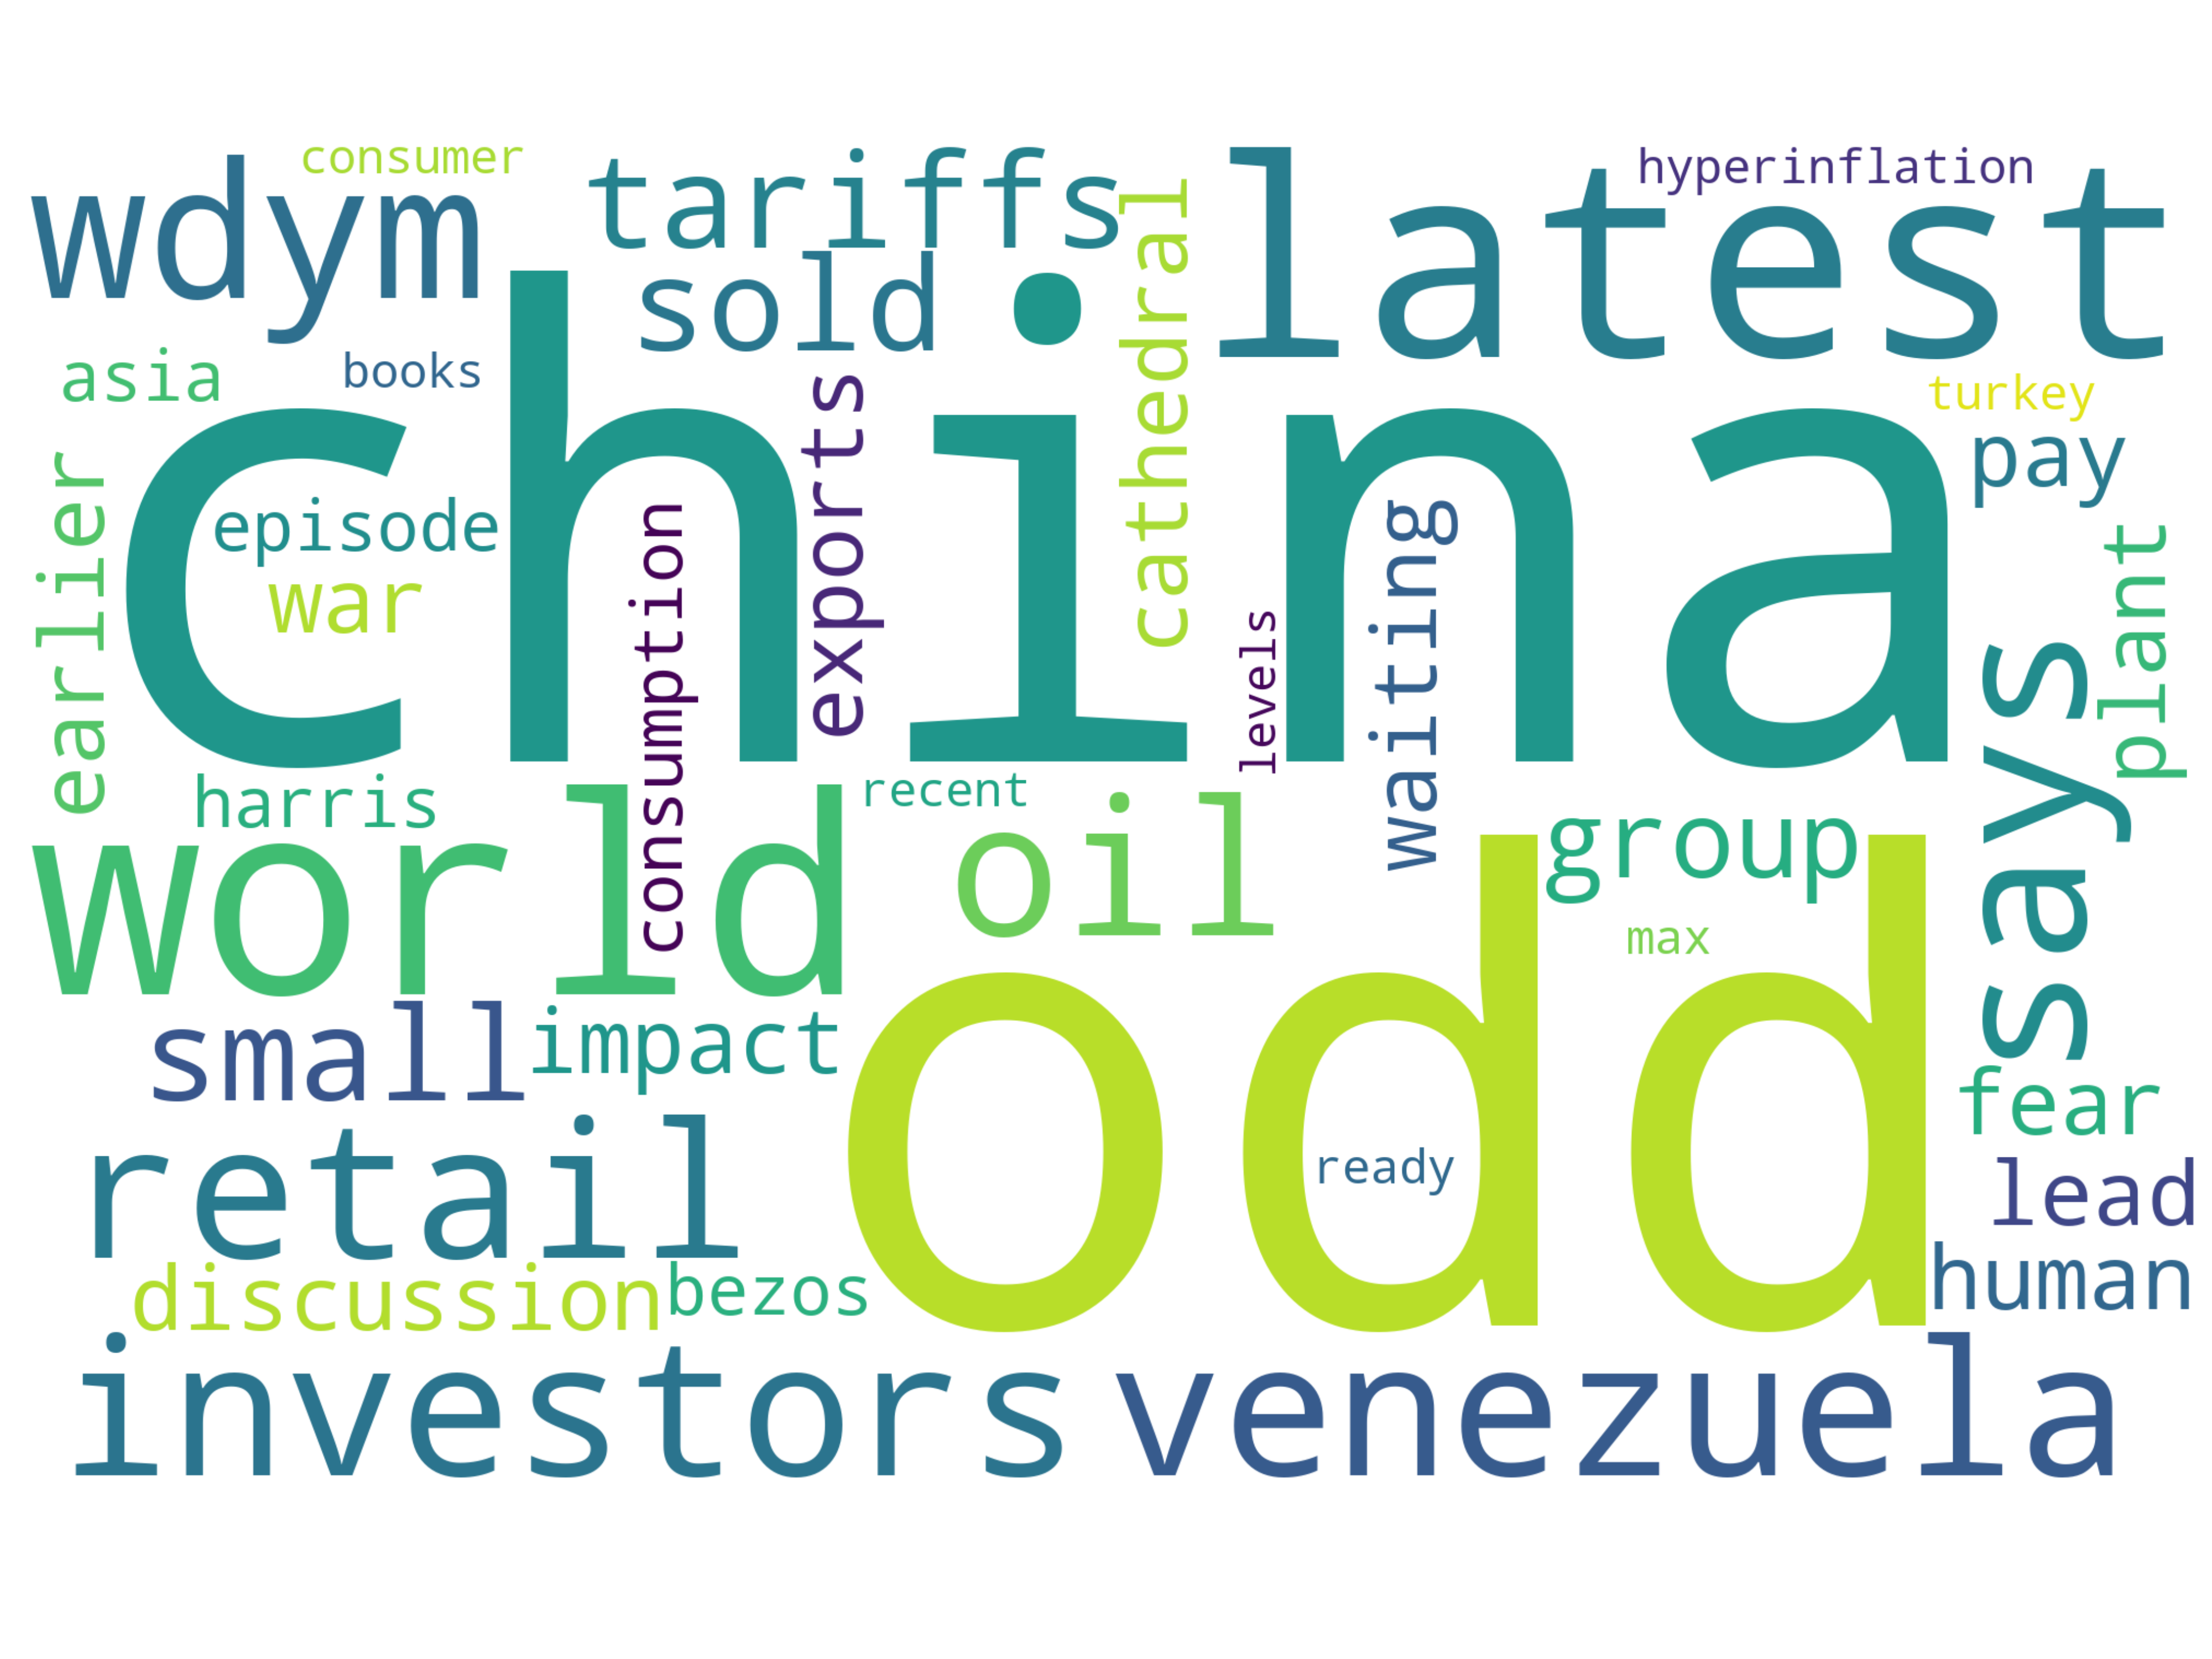 consumer
hyperinflation
wdym
tariffs
latest
sold
cathedral
asia
books
turkey
china
exports
pay
earlier
episode
war
consumption
waiting
levels
plant
says
harris
recent
world
oil
group
max
odd
small
impact
fear
retail
ready
lead
discussion
bezos
human
investors
venezuela